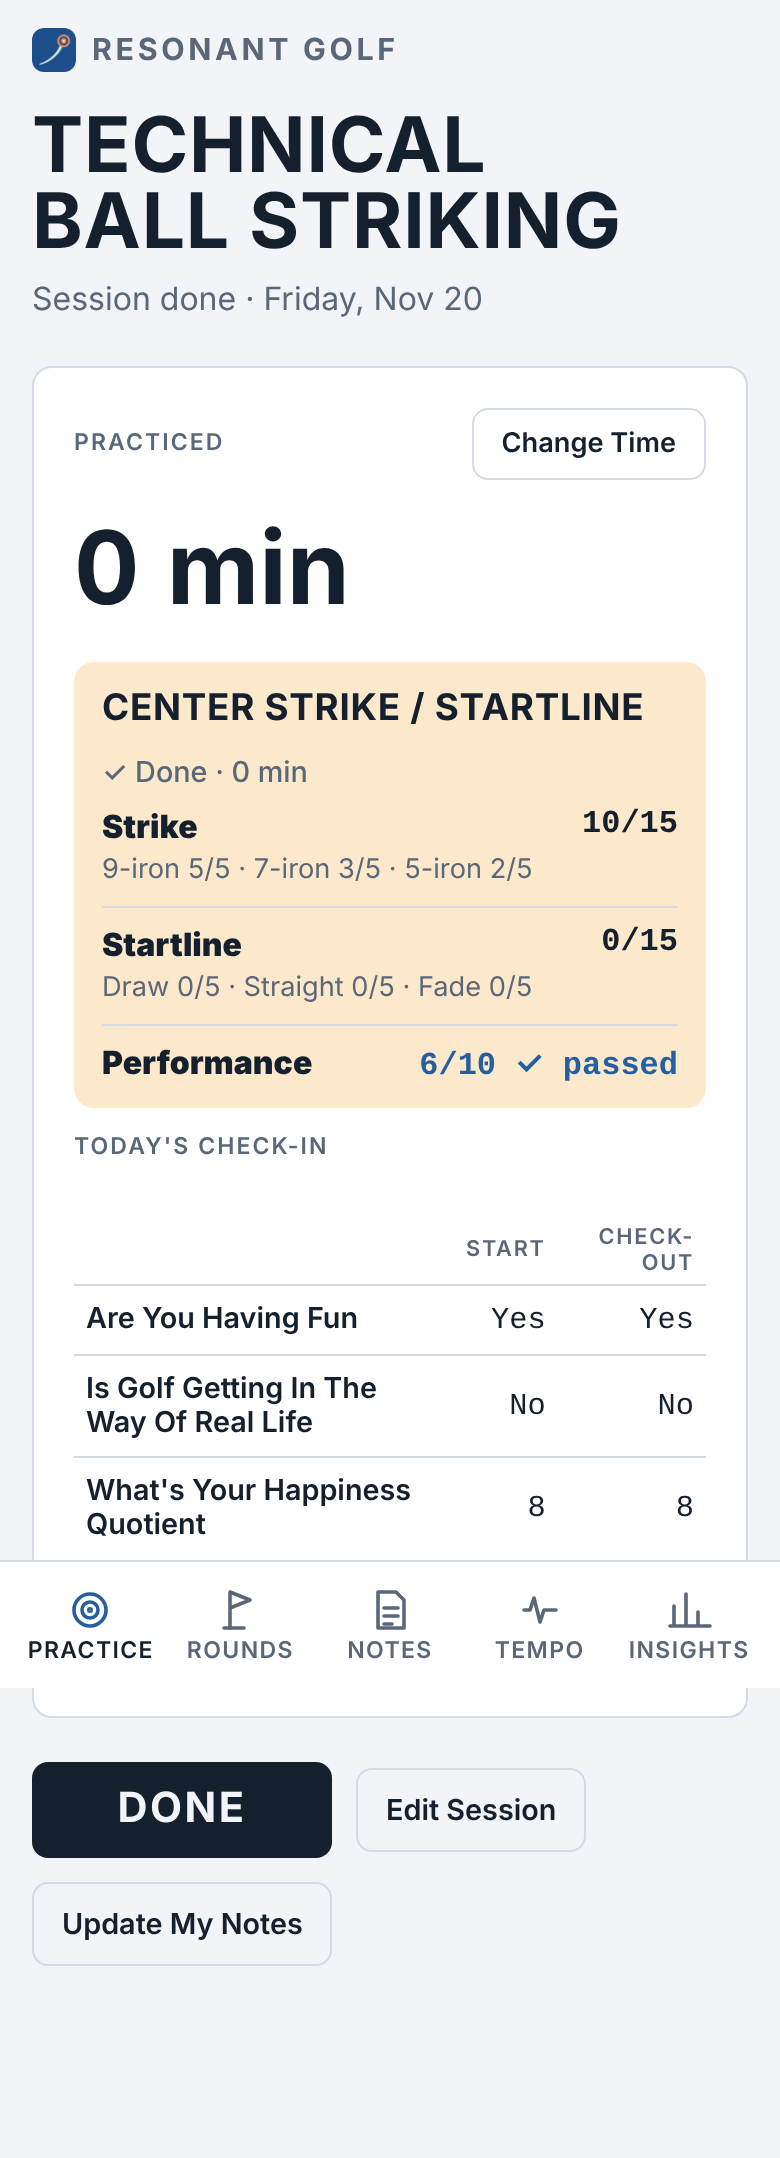 RESONANT GOLF
TECHNICAL
BALL STRIKING
Session done · Friday, Nov 20
PRACTICED
Change Time
0 min
CENTER STRIKE / STARTLINE
✓ Done · 0 min
Strike 10/15
9-iron 5/5 · 7-iron 3/5 · 5-iron 2/5
Startline 0/15
Draw 0/5 · Straight 0/5 · Fade 0/5
Performance 6/10 ✓ passed
TODAY'S CHECK-IN
START CHECK-
OUT
Are You Having Fun Yes Yes
Is Golf Getting In The
Way Of Real Life No No
What's Your Happiness
Quotient 8 8
PRACTICE ROUNDS NOTES TEMPO INSIGHTS
DONE Edit Session
Update My Notes